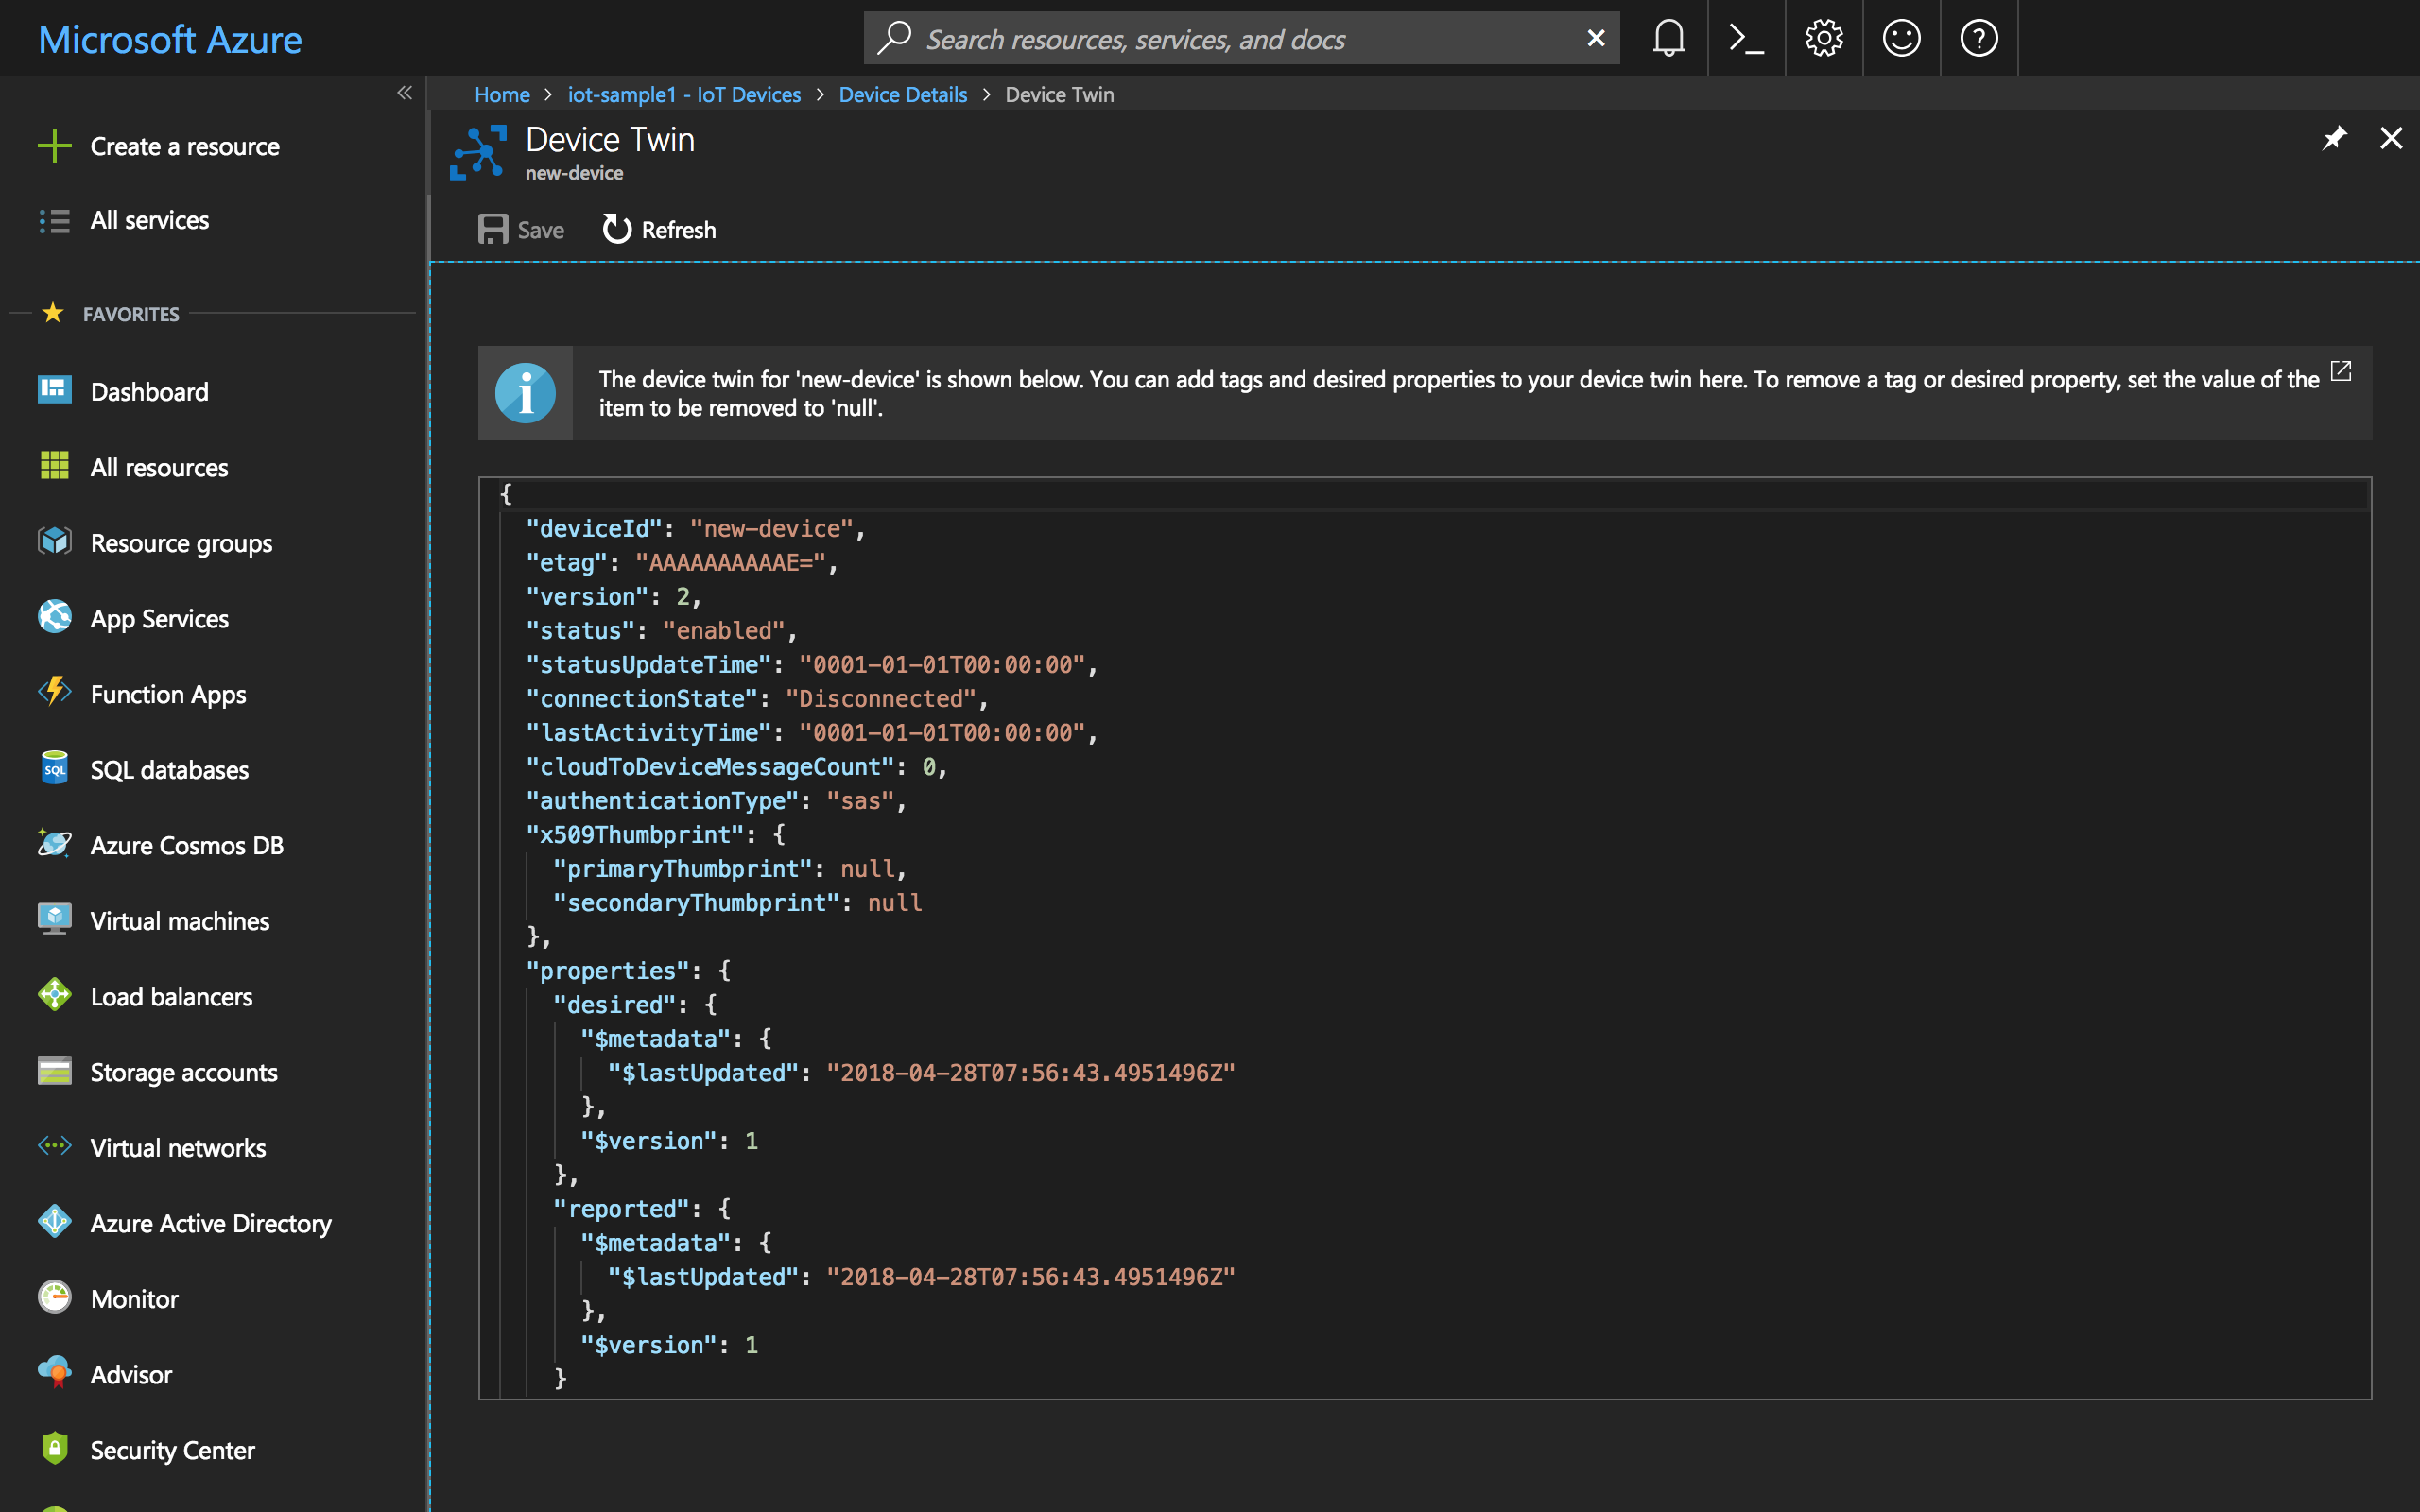 Microsoft Azure
Search resources, services, and docs
Home > iot-sample1 - IoT Devices > Device Details > Device Twin
Device Twin
new-device
Save
Refresh
Create a resource
All services
FAVORITES
Dashboard
All resources
Resource groups
App Services
Function Apps
SQL
SQL databases
Azure Cosmos DB
Virtual machines
Load balancers
Storage accounts
Virtual networks
Azure Active Directory
Monitor
Advisor
Security Center
The device twin for 'new-device' is shown below. You can add tags and desired properties to your device twin here. To remove a tag or desired property, set the value of the
item to be removed to 'null'.
{
"deviceId": "new-device",
"etag": "AAAAAAAAAAE=",
"version": 2,
"status": "enabled",
"statusUpdateTime": "0001-01-01T00:00:00",
"connectionState": "Disconnected",
"lastActivityTime": "0001-01-01T00:00:00",
"cloudToDeviceMessageCount": 0,
"authenticationType": "sas",
"x509Thumbprint": {
"primaryThumbprint": null,
"secondaryThumbprint": null
},
"properties": {
"desired": {
"$metadata": {
"$lastUpdated": "2018-04-28T07:56:43.4951496Z"
},
"$version": 1
},
"reported": {
"$metadata": {
"$lastUpdated": "2018-04-28T07:56:43.4951496Z"
},
"$version": 1
}